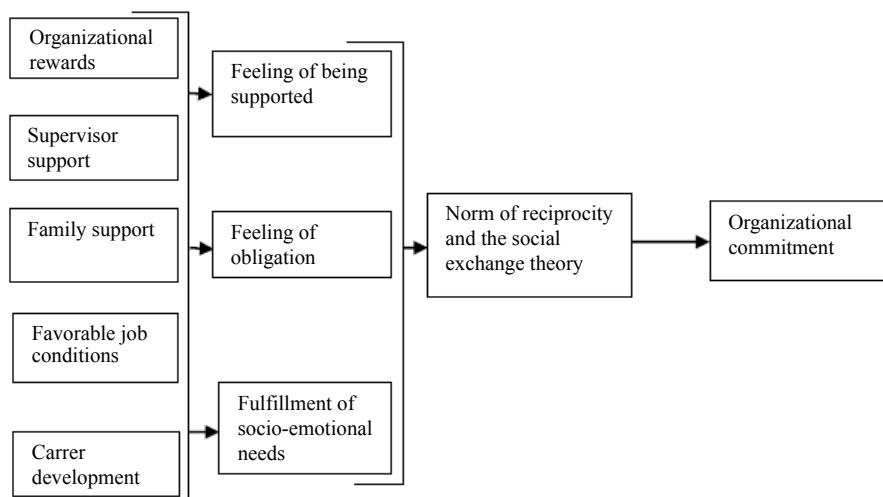 Organizational
rewards
Supervisor
support
Family support
Favorable job
conditions
Carrer
development
Feeling of being
supported
Feeling of
obligation
Fulfillment of
socio-emotional
needs
Norm of reciprocity
and the social
exchange theory
Organizational
commitment